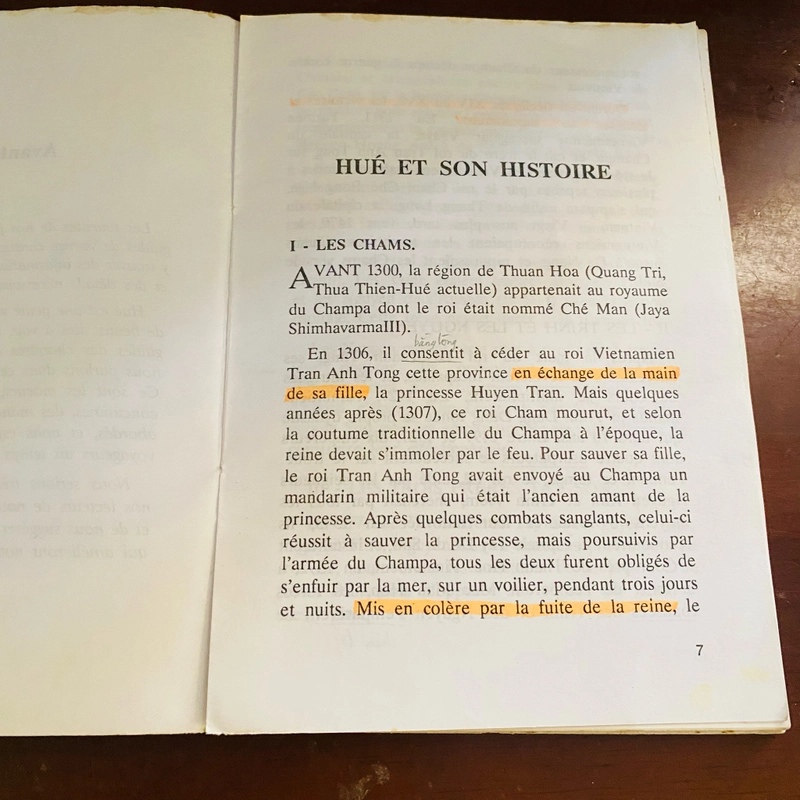 HUÉ ET SON HISTOIRE
I - LES CHAMS.
AVANT 1300, la région de Thuan Hoa (Quang Tri,
Thua Thien-Hué actuelle) appartenait au royaume
du Champa dont le roi était nommé Ché Man (Jaya
ShimhavarmaIII).
bằng lòng
En 1306, il consentit à céder au roi Vietnamien
Tran Anh Tong cette province en échange de la main
de sa fille, la princesse Huyen Tran. Mais quelques
années après (1307), ce roi Cham mourut, et selon
la coutume traditionnelle du Champa à l'époque, la
reine devait s'immoler par le feu. Pour sauver sa fille,
le roi Tran Anh Tong avait envoyé au Champa un
mandarin militaire qui était l'ancien amant de la
princesse. Après quelques combats sanglants, celui-ci
réussit à sauver la princesse, mais poursuivis par
l'armée du Champa, tous les deux furent obligés de
s'enfuir par la mer, sur un voilier, pendant trois jours
et nuits. Mis en colère par la fuite de la reine, le
7